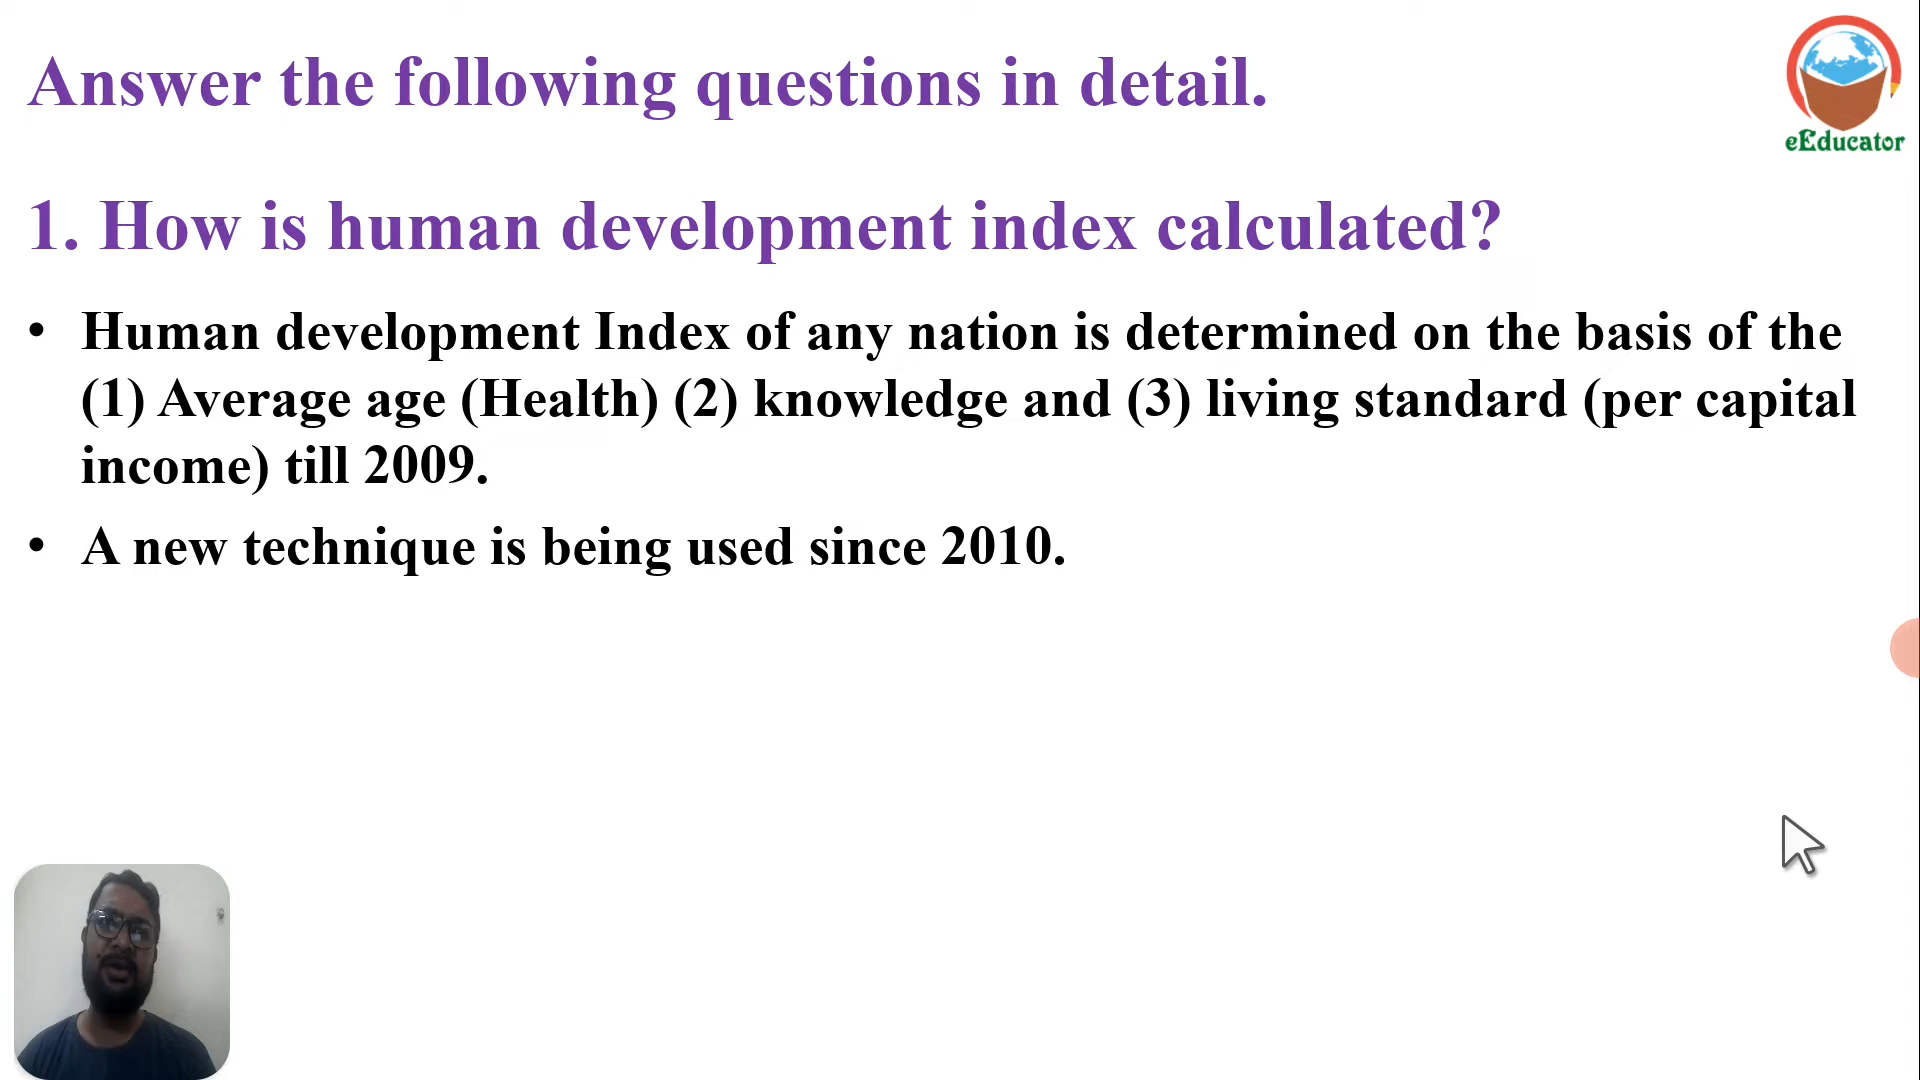 Answer the following questions in detail.
eEducator
1. How is human development index calculated?
• Human development Index of any nation is determined on the basis of the
(1) Average age (Health) (2) knowledge and (3) living standard (per capital
income) till 2009.
• A new technique is being used since 2010.